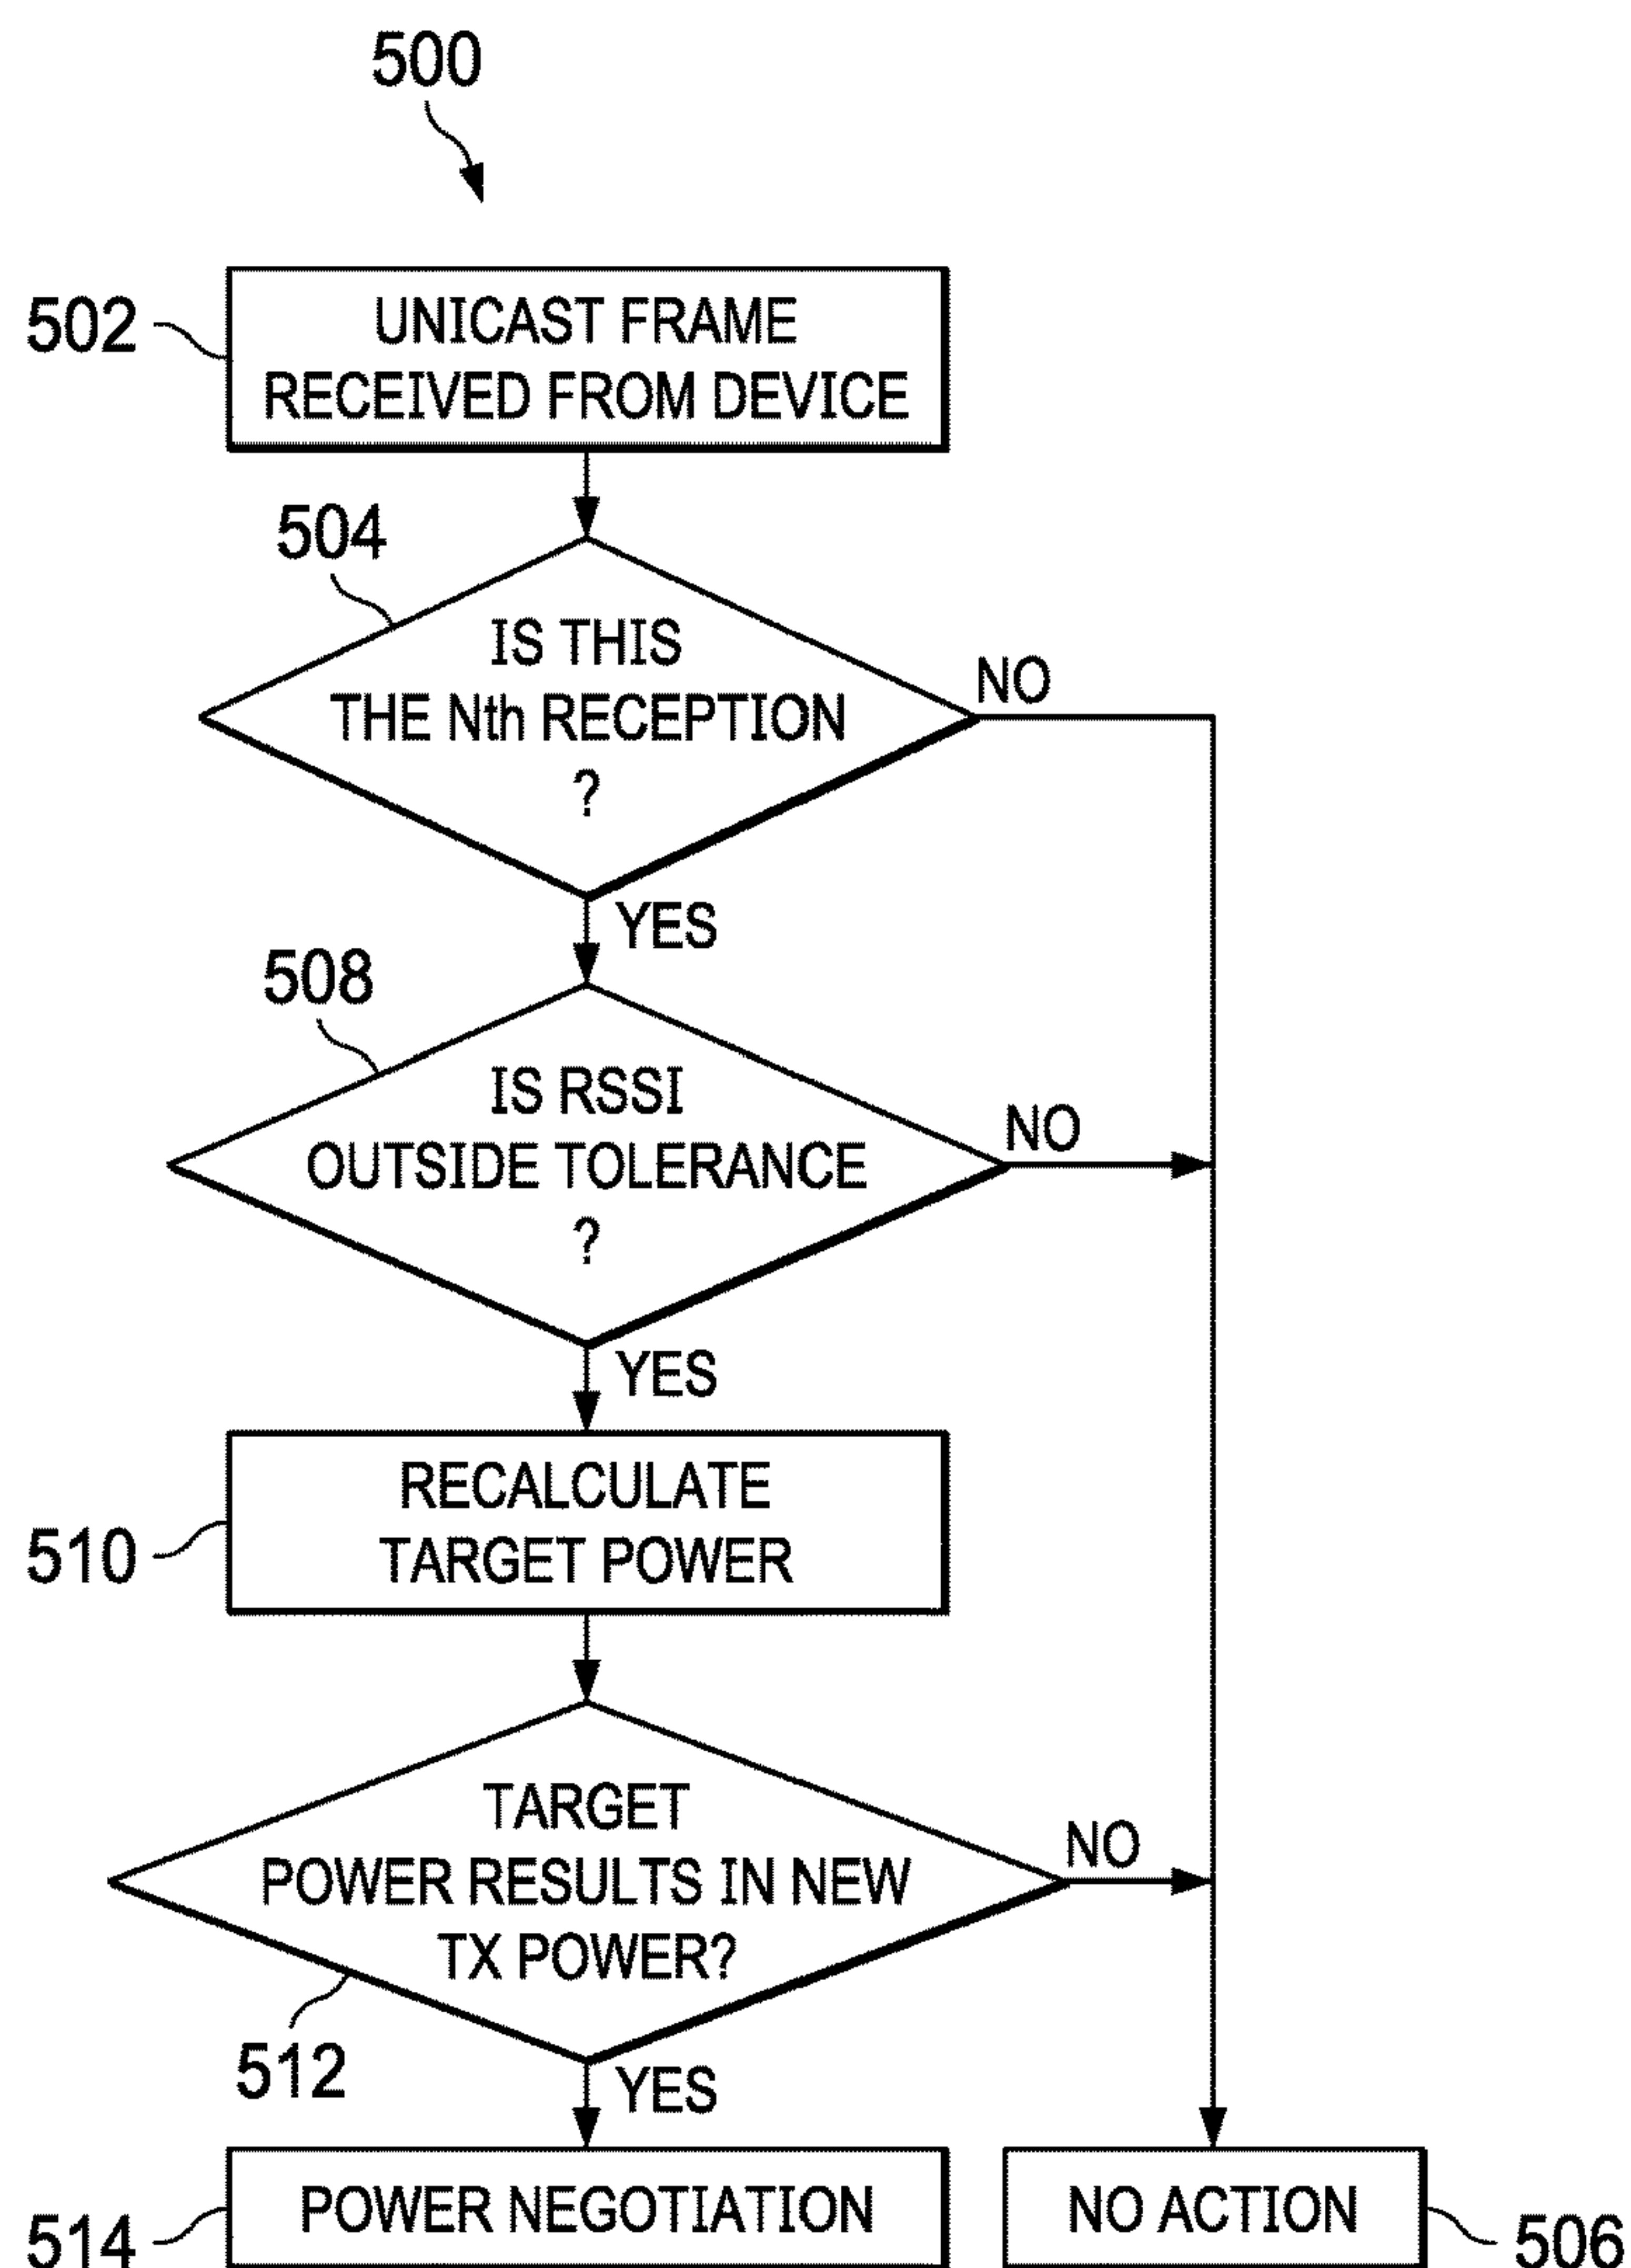 500
502
UNICAST FRAME
RECEIVED FROM DEVICE
504
IS THIS
THE Nth RECEPTION
?
NO
YES
508
IS RSSI
OUTSIDE TOLERANCE
?
NO
YES
510
RECALCULATE
TARGET POWER
TARGET
POWER RESULTS IN NEW
TX POWER?
NO
512
YES
514
POWER NEGOTIATION
NO ACTION
506